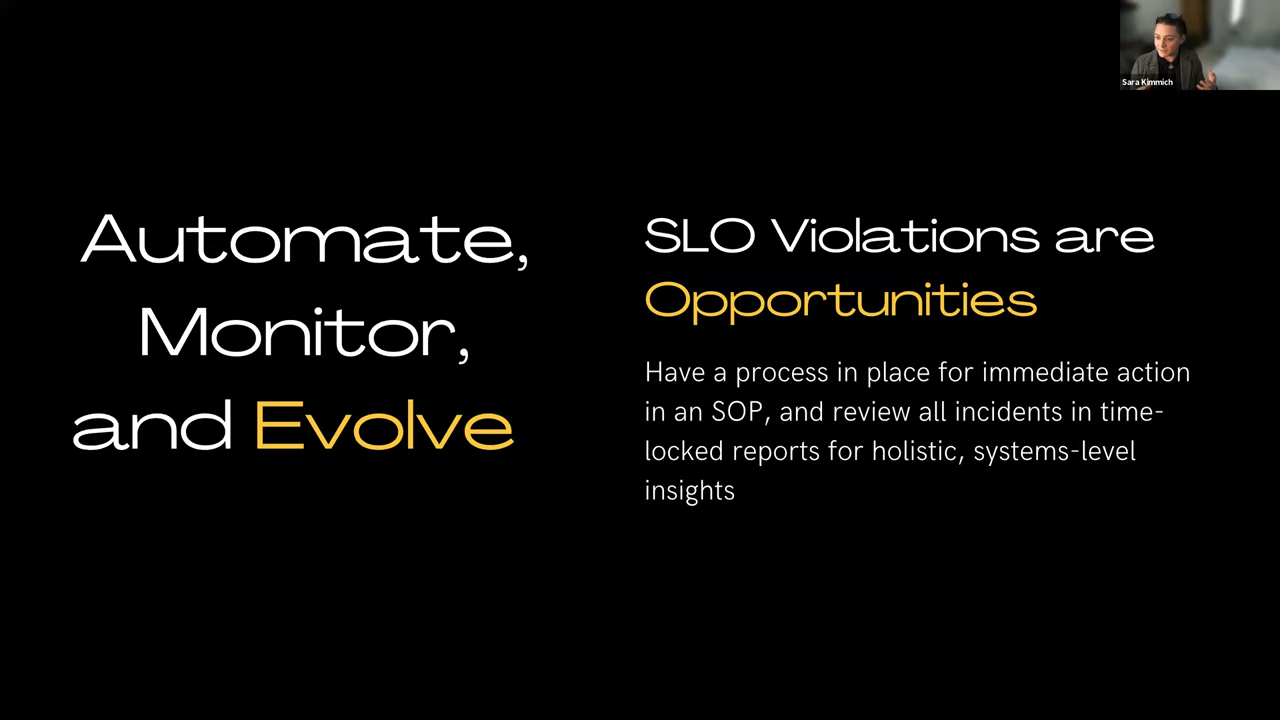 Sara Kimmich
Automate,
Monitor,
and Evolve
SLO Violations are
Opportunities
Have a process in place for immediate action
in an SOP, and review all incidents in time-
locked reports for holistic, systems-level
insights